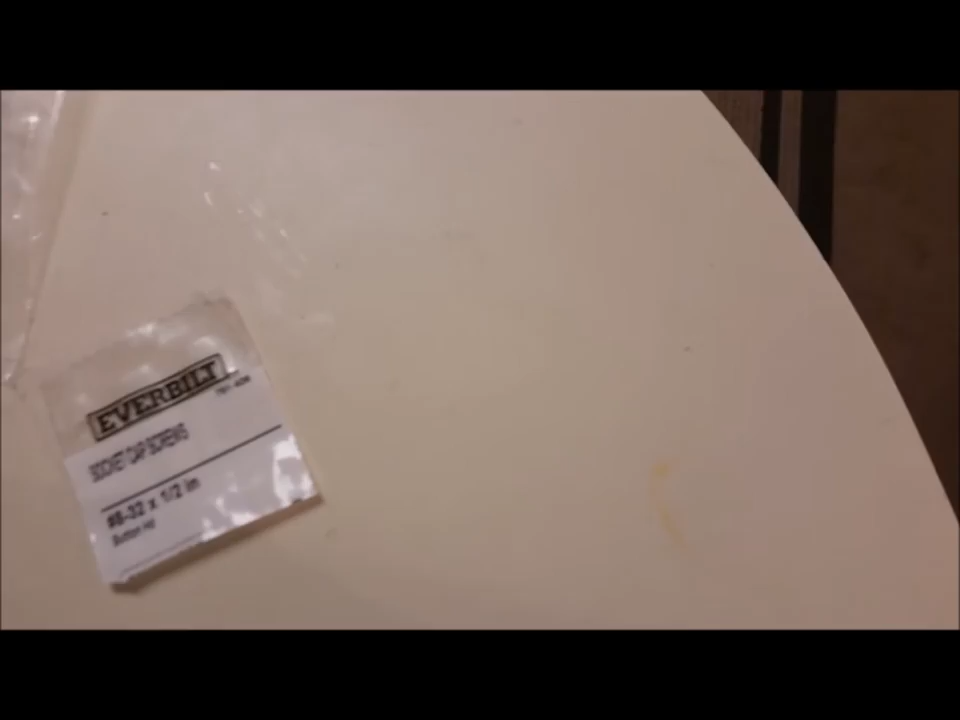 EVERBILT
SOCKET CAP SCREWS
#8-32 x 1/2 in
Button Hd